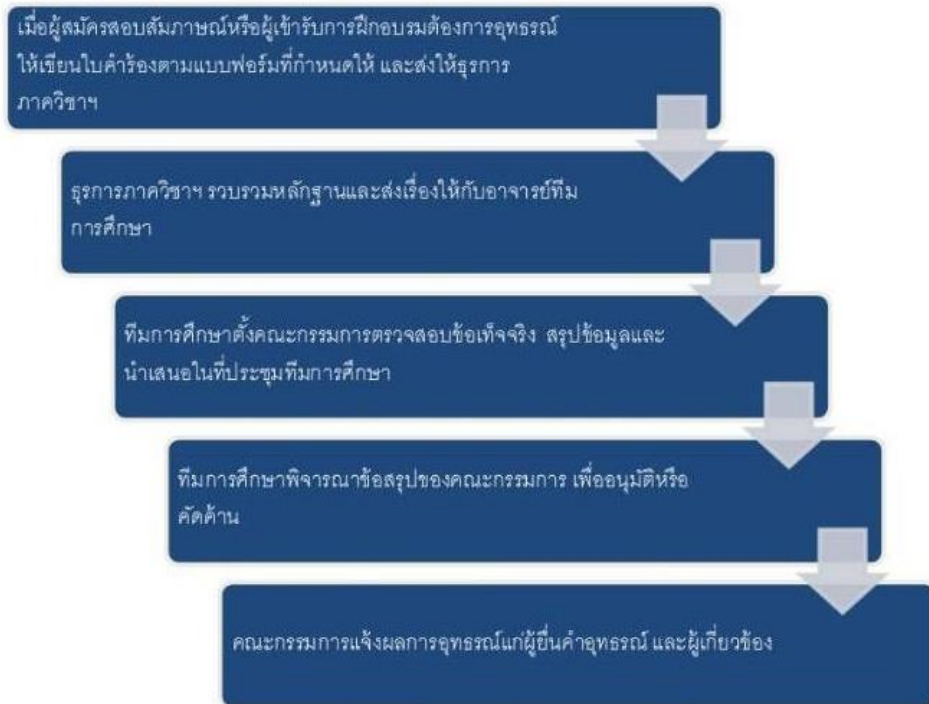 เมื่อผู้สมัครสอบสัมภาษณ์หรือผู้เข้ารับการฝึกอบรมต้องการอุทธรณ์
ให้เขียนใบคำร้องตามแบบฟอร์มที่กำหนดให้ และส่งให้ธุรการ
ภาควิชาฯ
ธุรการภาควิชาฯ รวบรวมหลักฐานและส่งเรื่องให้กับอาจารย์ทีม
การศึกษา
ทีมการศึกษาตั้งคณะกรรมการตรวจสอบข้อเท็จจริง สรุปข้อมูลและ
นำเสนอในที่ประชุมทีมการศึกษา
ทีมการศึกษาพิจารณาข้อสรุปของคณะกรรมการ เพื่ออนุมัติหรือ
คัดค้าน
คณะกรรมการแจ้งผลการอุทธรณ์แก่ผู้ยื่นคำอุทธรณ์ และผู้เกี่ยวข้อง